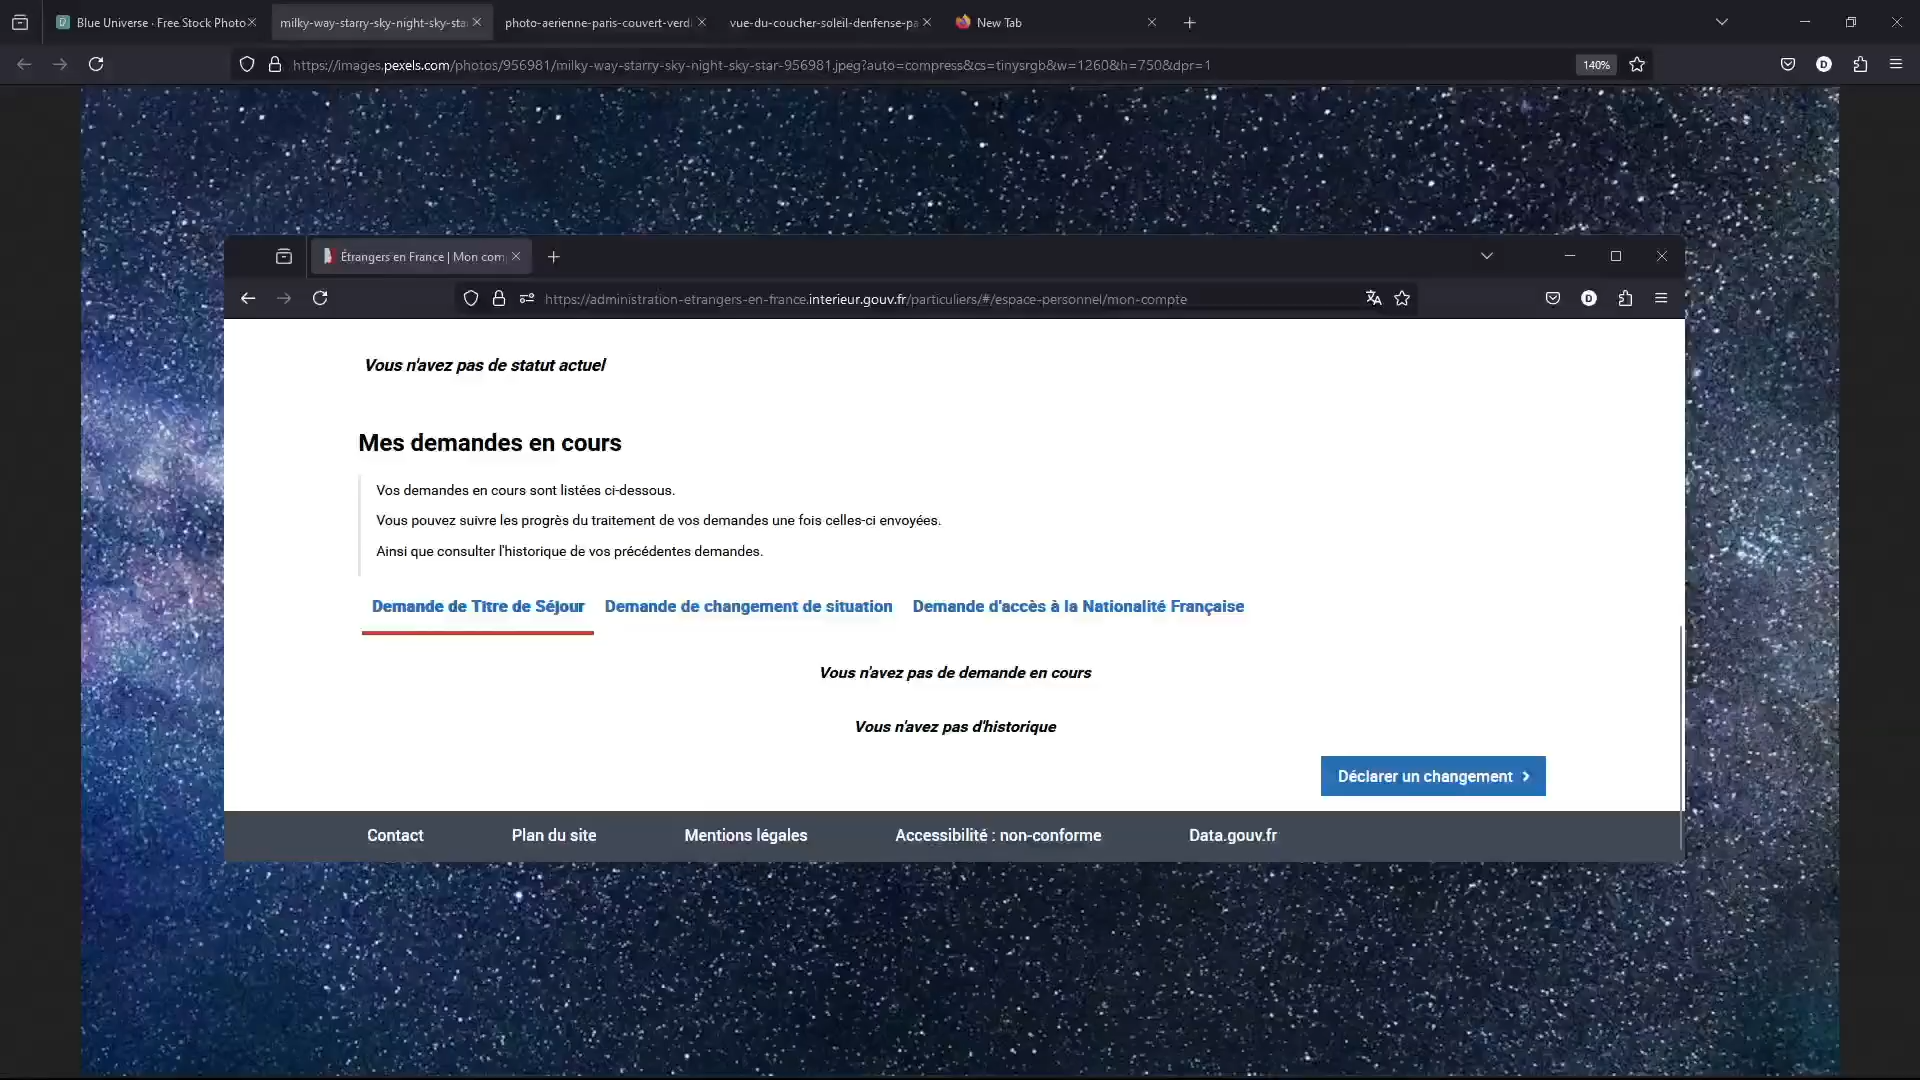 Blue Universe · Free Stock Photo
milky-way-starry-sky-night-sky-sta
photo-aerienne-paris-couvert-verd
vue-du-coucher-soleil-denfense-pa
New Tab
https://images.pexels.com/photos/956981/milky-way-starry-sky-night-sky-star-956981.jpeg?auto=compress&cs=tinysrgb&w=1260&h=750&dpr=1
140%
D
Étrangers en France | Mon com
https://administration-etrangers-en-france.interieur.gouv.fr/particuliers/#/espace-personnel/mon-compte
D
Vous n'avez pas de statut actuel
Mes demandes en cours
Vos demandes en cours sont listées ci-dessous.
Vous pouvez suivre les progrès du traitement de vos demandes une fois celles-ci envoyées.
Ainsi que consulter l'historique de vos précédentes demandes.
Demande de Titre de Séjour
Demande de changement de situation
Demande d'accès à la Nationalité Française
Vous n'avez pas de demande en cours
Vous n'avez pas d'historique
Déclarer un changement
Contact
Plan du site
Mentions légales
Accessibilité : non-conforme
Data.gouv.fr